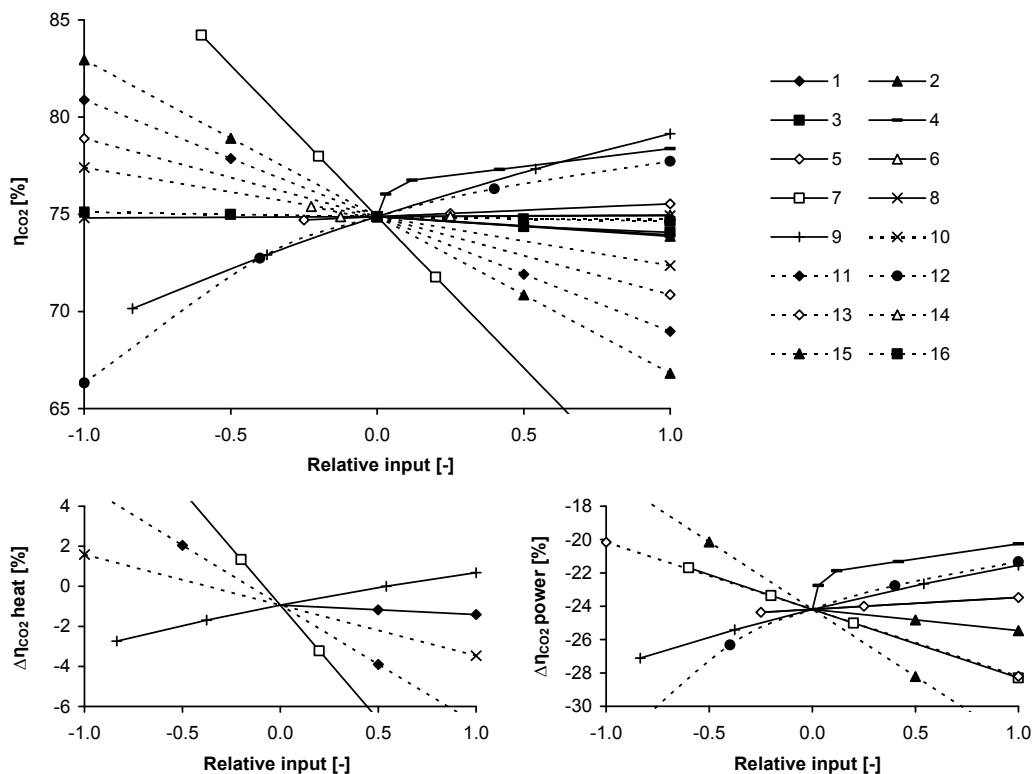 85
80
75
70
65
ηCO2 [%]
-1.0 -0.5 0.0 0.5 1.0
Relative input [-]
1 2
3 4
5 6
7 8
9 10
11 12
13 14
15 16
4
2
0
-2
-4
-6
ΔηCO2 heat [%]
-1.0 -0.5 0.0 0.5 1.0
Relative input [-]
-18
-20
-22
-24
-26
-28
-30
ΔηCO2 power [%]
-1.0 -0.5 0.0 0.5 1.0
Relative input [-]